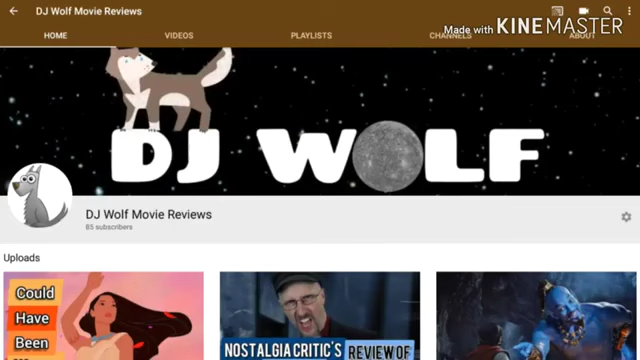 DJ Wolf Movie Reviews
Made with KINEMASTER
HOME VIDEOS PLAYLISTS CHANNELS ABOUT
DJ WOLF
DJ Wolf Movie Reviews
85 subscribers
Uploads
Could
Have
Been
NOSTALGIA CRITIC'S REVIEW OF